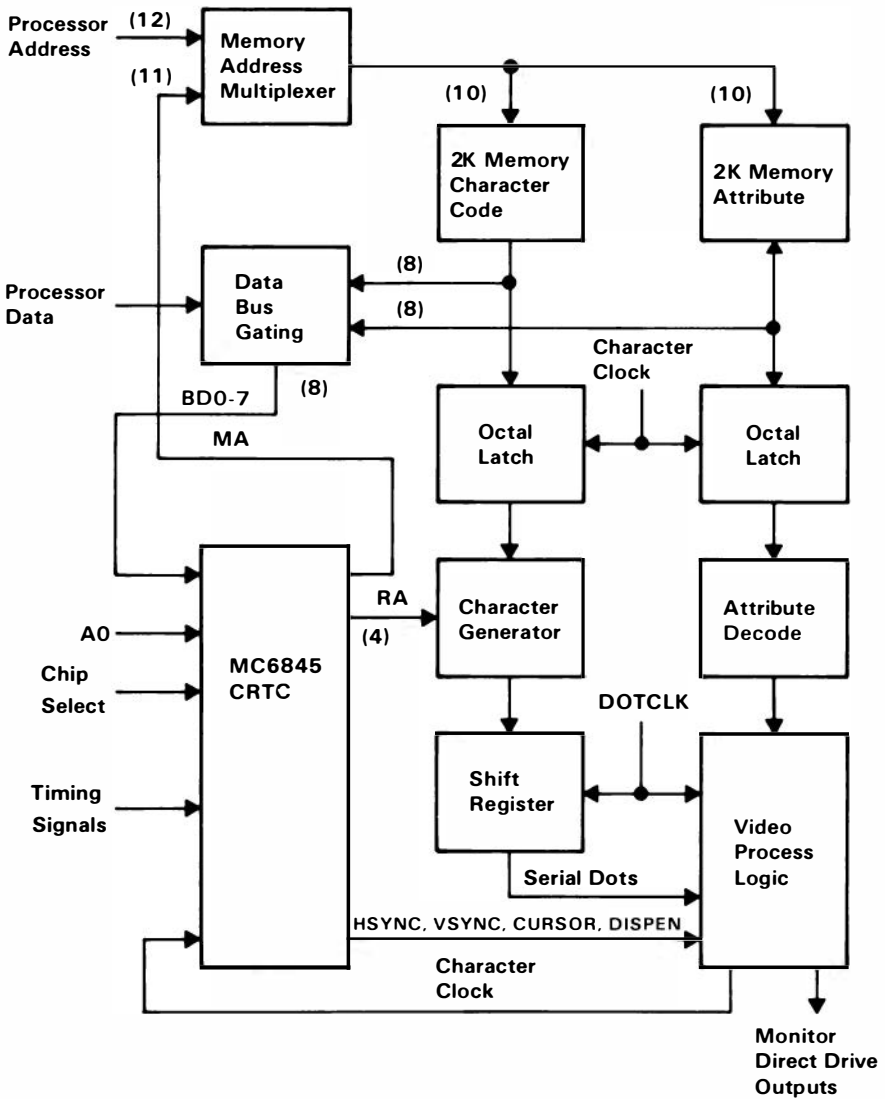 Processor
Address
(12)
(11)
Memory
Address
Multiplexer
(10)
(10)
2K Memory
Character
Code
2K Memory
Attribute
Processor
Data
Data
Bus
Gating
(8)
(8)
(8)
BD0-7
MA
Character
Clock
Octal
Latch
Octal
Latch
A0
Chip
Select
Timing
Signals
MC6845
CRTC
RA
(4)
Character
Generator
Attribute
Decode
DOTCLK
Shift
Register
Video
Process
Logic
Serial Dots
HSYNC, VSYNC, CURSOR, DISPEN
Character
Clock
Monitor
Direct Drive
Outputs